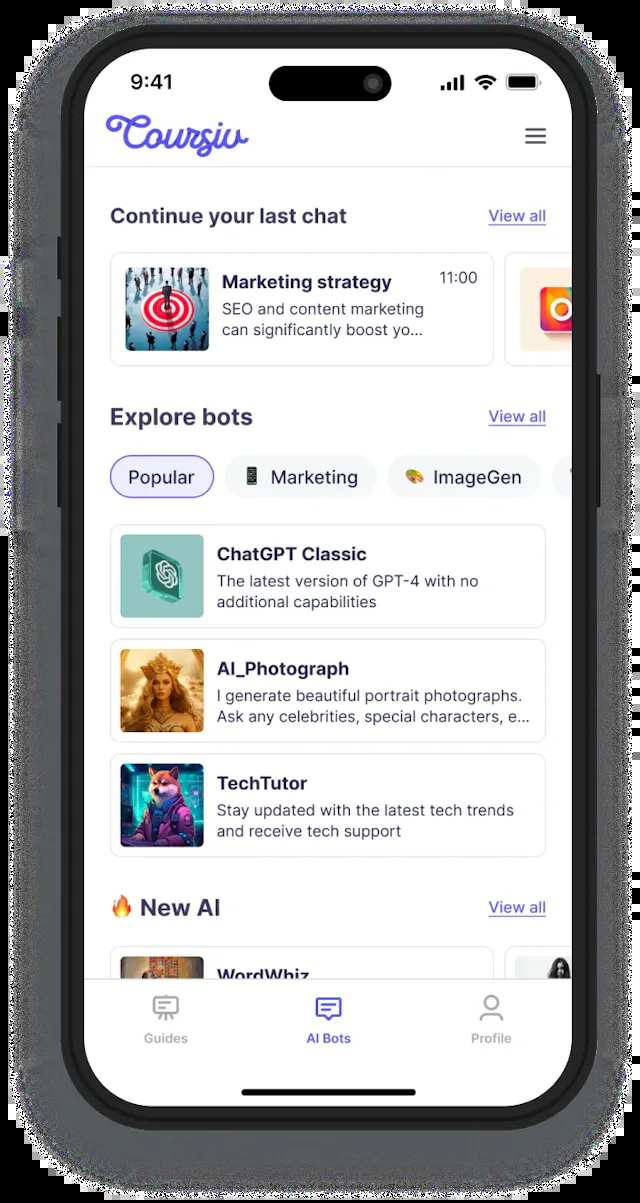 9:41
Coursiv
Continue your last chat
View all
Marketing strategy
11:00
SEO and content marketing
can significantly boost yo...
Explore bots
View all
Popular
Marketing
ImageGen
ChatGPT Classic
The latest version of GPT-4 with no
additional capabilities
AI_Photograph
I generate beautiful portrait photographs.
Ask any celebrities, special characters, e...
TechTutor
Stay updated with the latest tech trends
and receive tech support
🔥 New AI
View all
WordWhiz
Guides
AI Bots
Profile